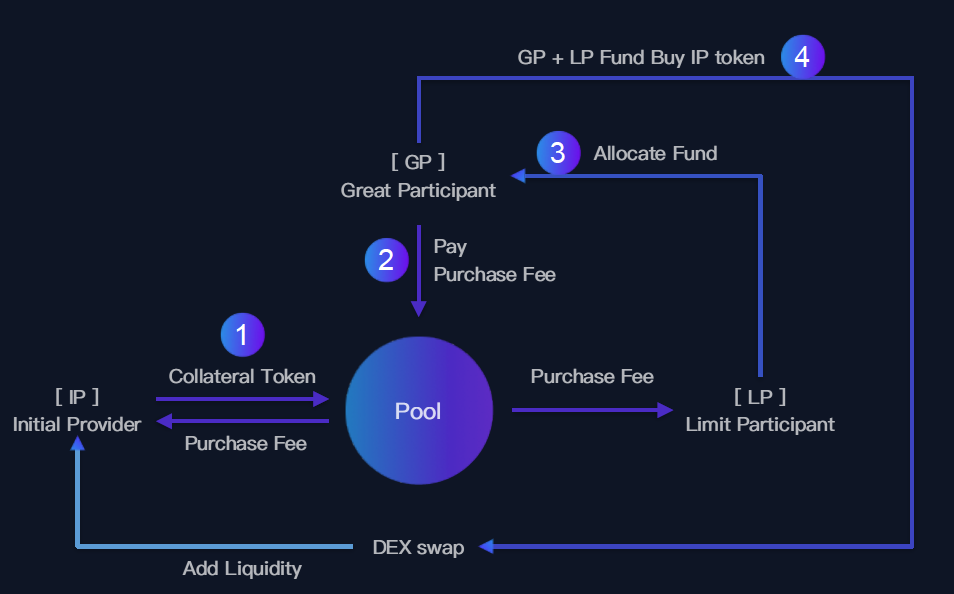 GP + LP Fund Buy IP token
4
3
Allocate Fund
[ GP ]
Great Participant
2
Pay
Purchase Fee
1
Collateral Token
[ IP ]
Initial Provider
Purchase Fee
Pool
Purchase Fee
[ LP ]
Limit Participant
DEX swap
Add Liquidity